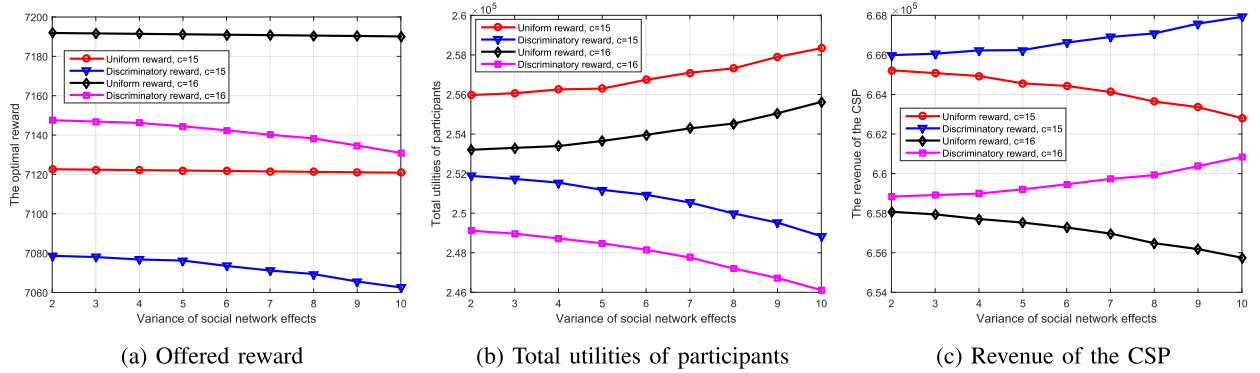 7200
7180
7160
7140
7120
7100
7080
7060
2 3 4 5 6 7 8 9 10
The optimal reward
Variance of social network effects
Uniform reward, c=15
Discriminatory reward, c=15
Uniform reward, c=16
Discriminatory reward, c=16
(a) Offered reward
×10⁵
2.6
2.58
2.56
2.54
2.52
2.5
2.48
2.46
2 3 4 5 6 7 8 9 10
Total utilities of participants
Variance of social network effects
Uniform reward, c=15
Discriminatory reward, c=15
Uniform reward, c=16
Discriminatory reward, c=16
(b) Total utilities of participants
×10⁵
6.68
6.66
6.64
6.62
6.6
6.58
6.56
6.54
2 3 4 5 6 7 8 9 10
The revenue of the CSP
Variance of social network effects
Uniform reward, c=15
Discriminatory reward, c=15
Uniform reward, c=16
Discriminatory reward, c=16
(c) Revenue of the CSP